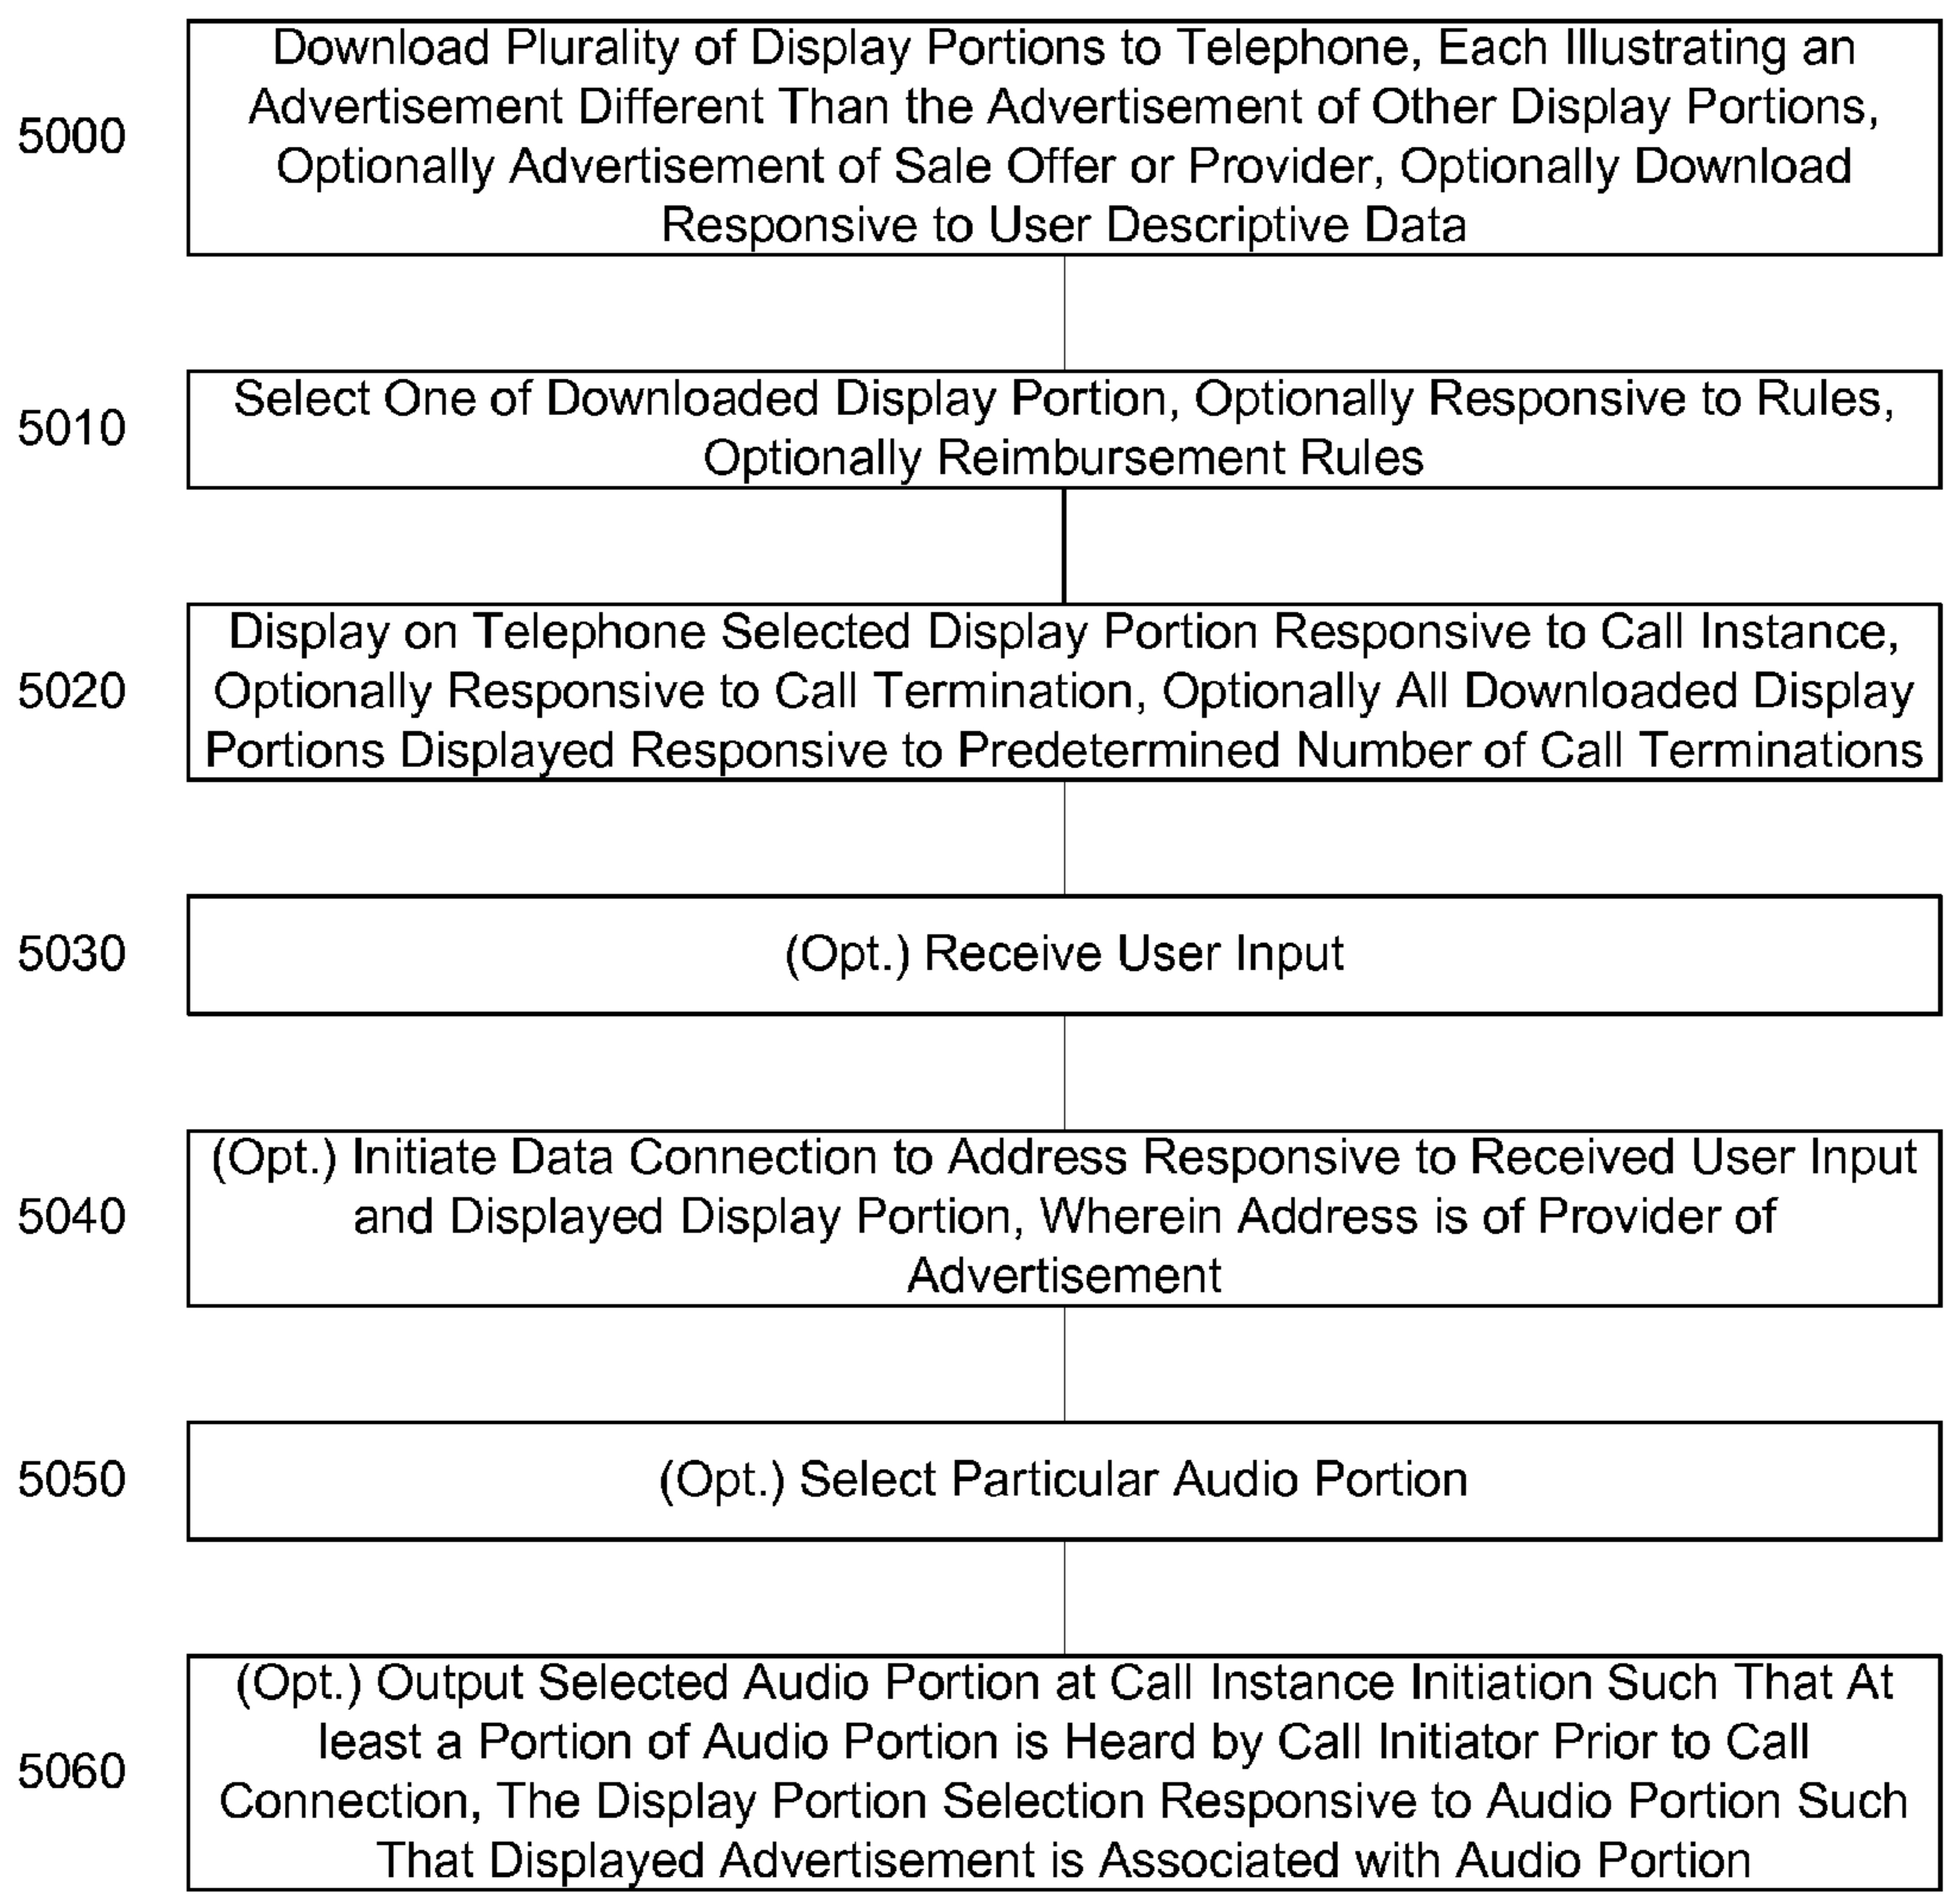 Download Plurality of Display Portions to Telephone, Each Illustrating an
Advertisement Different Than the Advertisement of Other Display Portions,
5000
Optionally Advertisement of Sale Offer or Provider, Optionally Download
Responsive to User Descriptive Data
Select One of Downloaded Display Portion, Optionally Responsive to Rules,
5010
Optionally Reimbursement Rules
Display on Telephone Selected Display Portion Responsive to Call Instance,
5020
Optionally Responsive to Call Termination, Optionally All Downloaded Display
Portions Displayed Responsive to Predetermined Number of Call Terminations
5030
(Opt.) Receive User Input
(Opt.) Initiate Data Connection to Address Responsive to Received User Input
5040
and Displayed Display Portion, Wherein Address is of Provider of
Advertisement
5050
(Opt.) Select Particular Audio Portion
(Opt.) Output Selected Audio Portion at Call Instance Initiation Such That At
least a Portion of Audio Portion is Heard by Call Initiator Prior to Call
5060
Connection, The Display Portion Selection Responsive to Audio Portion Such
That Displayed Advertisement is Associated with Audio Portion